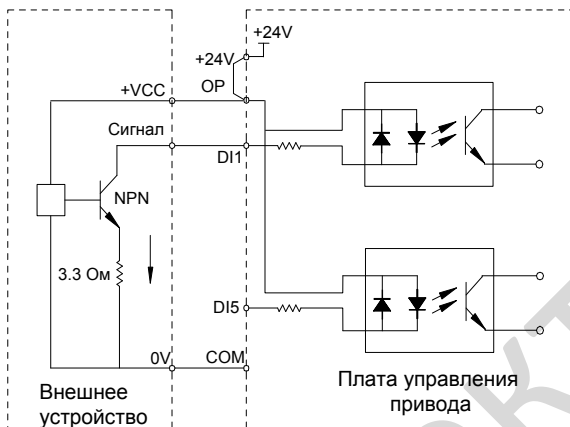 +24V
+24V
+VCC
OP
Сигнал
DI1
NPN
3.3 Ом
DI5
0V
COM
Внешнее
устройство
Плата управления
привода